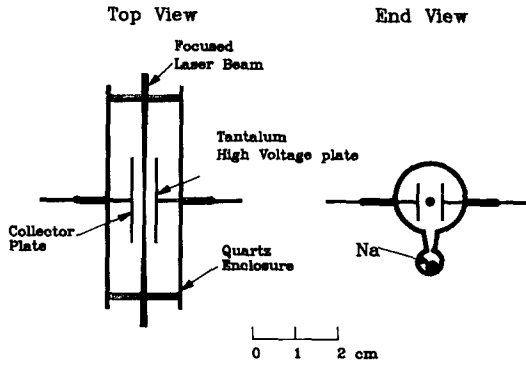 Top View
End View
Focused
Laser Beam
Tantalum
High Voltage plate
Collector
Plate
Quartz
Enclosure
Na
0 1 2 cm